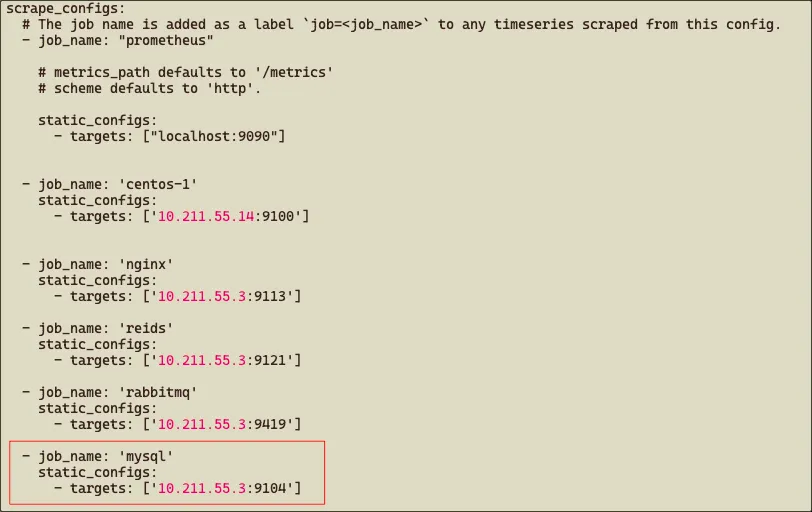 scrape_configs:
  # The job name is added as a label `job=<job_name>` to any timeseries scraped from this config.
  - job_name: "prometheus"

    # metrics_path defaults to '/metrics'
    # scheme defaults to 'http'.

    static_configs:
      - targets: ["localhost:9090"]


  - job_name: 'centos-1'
    static_configs:
      - targets: ['10.211.55.14:9100']


  - job_name: 'nginx'
    static_configs:
      - targets: ['10.211.55.3:9113']

  - job_name: 'reids'
    static_configs:
      - targets: ['10.211.55.3:9121']

  - job_name: 'rabbitmq'
    static_configs:
      - targets: ['10.211.55.3:9419']

  - job_name: 'mysql'
    static_configs:
      - targets: ['10.211.55.3:9104']